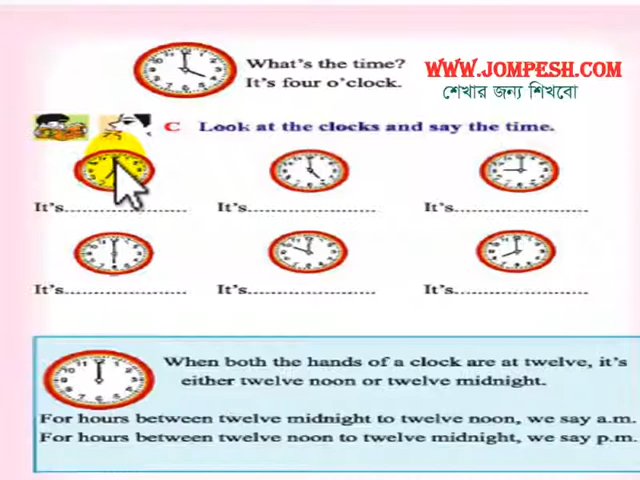 What's the time?
It's four o'clock.
WWW.JOMPESH.COM
শেখার জন্য শিখবো
C Look at the clocks and say the time.
It's........................
It's........................
It's........................
It's........................
It's........................
It's........................
When both the hands of a clock are at twelve, it's
either twelve noon or twelve midnight.
For hours between twelve midnight to twelve noon, we say a.m.
For hours between twelve noon to twelve midnight, we say p.m.